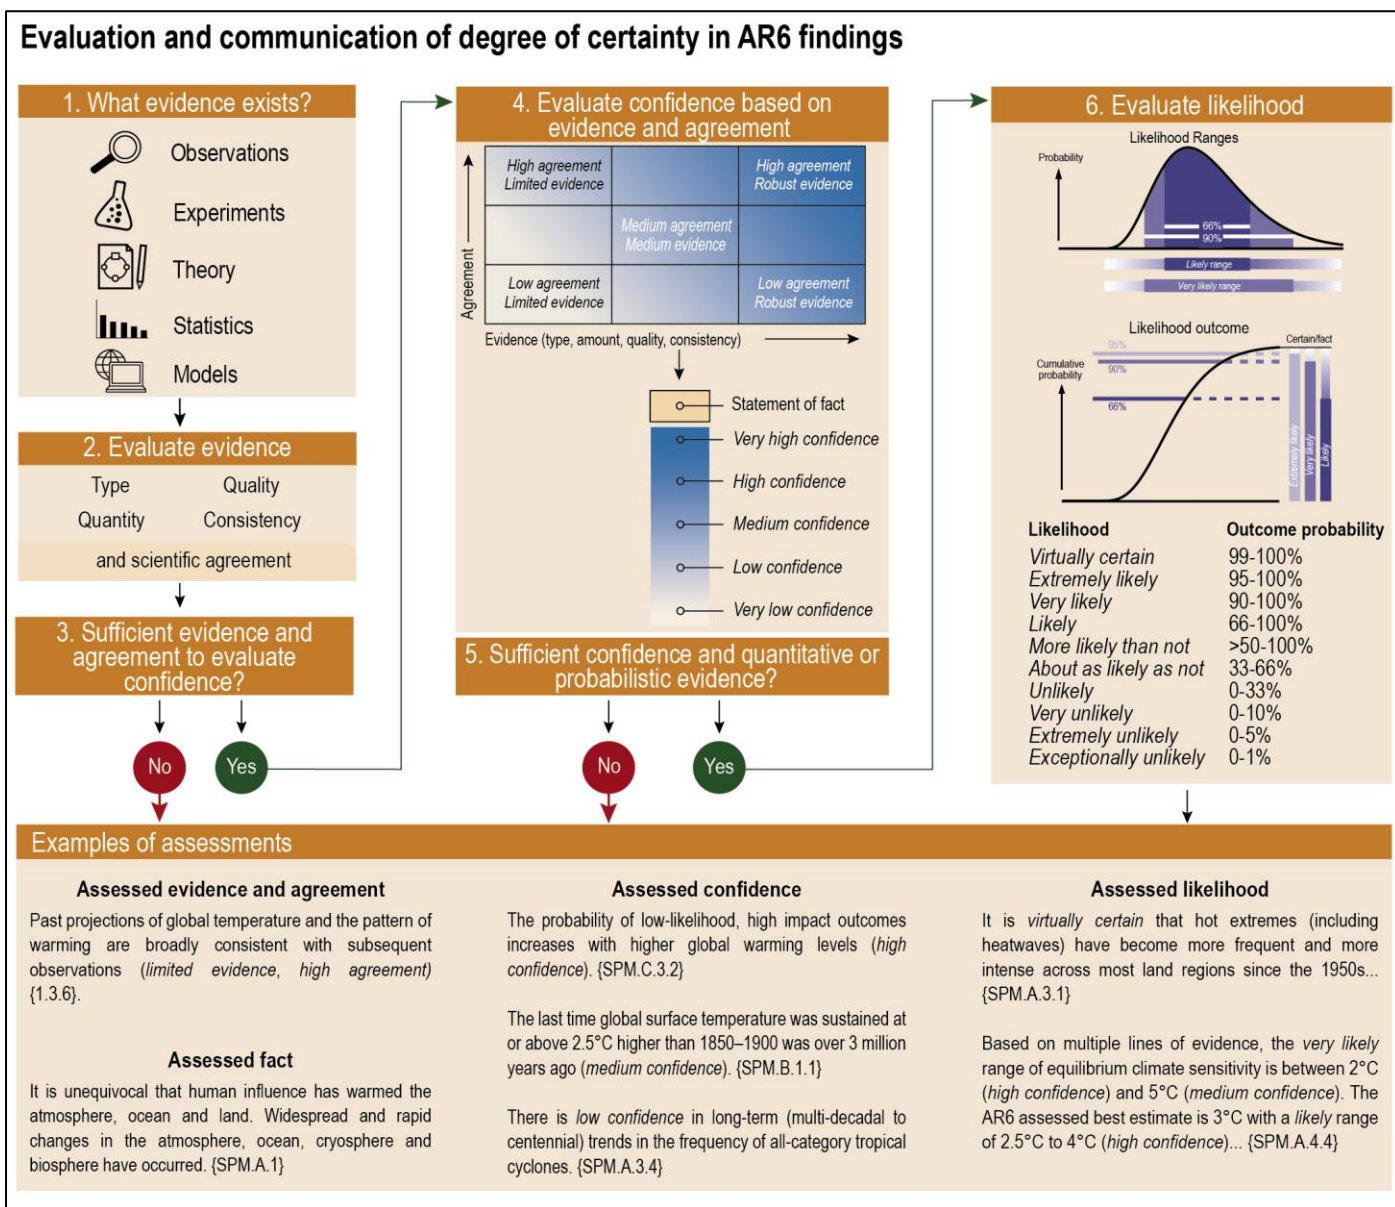 Evaluation and communication of degree of certainty in AR6 findings
1. What evidence exists?
Observations
Experiments
Theory
Statistics
Models
2. Evaluate evidence
Type Quality
Quantity Consistency
and scientific agreement
3. Sufficient evidence and
agreement to evaluate
confidence?
No Yes
4. Evaluate confidence based on
evidence and agreement
Agreement
High agreement
Limited evidence
High agreement
Robust evidence
Medium agreement
Medium evidence
Low agreement
Limited evidence
Low agreement
Robust evidence
Evidence (type, amount, quality, consistency)
Statement of fact
Very high confidence
High confidence
Medium confidence
Low confidence
Very low confidence
5. Sufficient confidence and quantitative or
probabilistic evidence?
No Yes
6. Evaluate likelihood
Likelihood Ranges
Probability
66%
90%
Likely range
Very likely range
Likelihood outcome
Certain/fact
95%
90%
66%
Cumulative
probability
Extremely likely
Very likely
Likely
Likelihood Outcome probability
Virtually certain 99-100%
Extremely likely 95-100%
Very likely 90-100%
Likely 66-100%
More likely than not >50-100%
About as likely as not 33-66%
Unlikely 0-33%
Very unlikely 0-10%
Extremely unlikely 0-5%
Exceptionally unlikely 0-1%
Examples of assessments
Assessed evidence and agreement
Past projections of global temperature and the pattern of
warming are broadly consistent with subsequent
observations (limited evidence, high agreement)
{1.3.6}.
Assessed fact
It is unequivocal that human influence has warmed the
atmosphere, ocean and land. Widespread and rapid
changes in the atmosphere, ocean, cryosphere and
biosphere have occurred. {SPM.A.1}
Assessed confidence
The probability of low-likelihood, high impact outcomes
increases with higher global warming levels (high
confidence). {SPM.C.3.2}
The last time global surface temperature was sustained at
or above 2.5°C higher than 1850–1900 was over 3 million
years ago (medium confidence). {SPM.B.1.1}
There is low confidence in long-term (multi-decadal to
centennial) trends in the frequency of all-category tropical
cyclones. {SPM.A.3.4}
Assessed likelihood
It is virtually certain that hot extremes (including
heatwaves) have become more frequent and more
intense across most land regions since the 1950s...
{SPM.A.3.1}
Based on multiple lines of evidence, the very likely
range of equilibrium climate sensitivity is between 2°C
(high confidence) and 5°C (medium confidence). The
AR6 assessed best estimate is 3°C with a likely range
of 2.5°C to 4°C (high confidence)... {SPM.A.4.4}